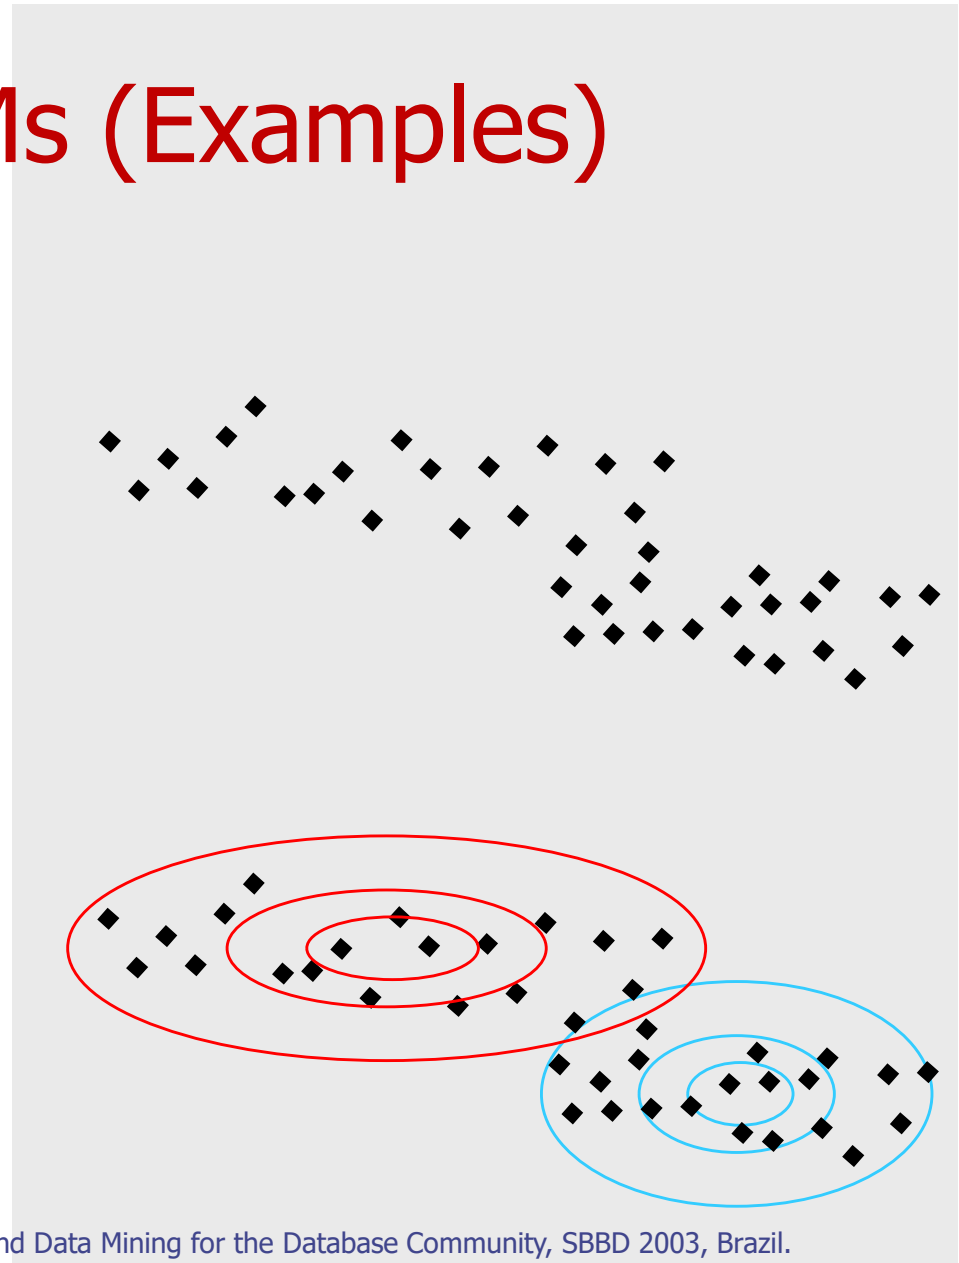 Ms (Examples)
nd Data Mining for the Database Community, SBBD 2003, Brazil.